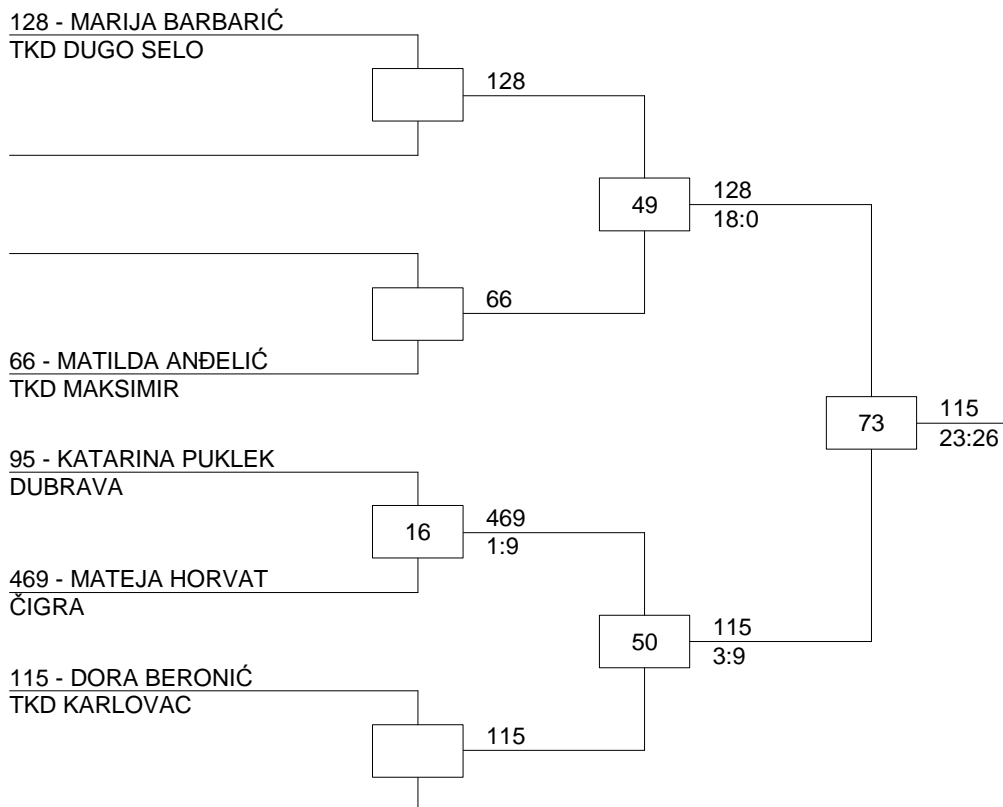 128 - MARIJA BARBARIĆ
TKD DUGO SELO
128
49
128
18:0
66
66 - MATILDA ANĐELIĆ
TKD MAKSIMIR
73
115
23:26
95 - KATARINA PUKLEK
DUBRAVA
16
469
1:9
469 - MATEJA HORVAT
ČIGRA
50
115
3:9
115 - DORA BERONIĆ
TKD KARLOVAC
115